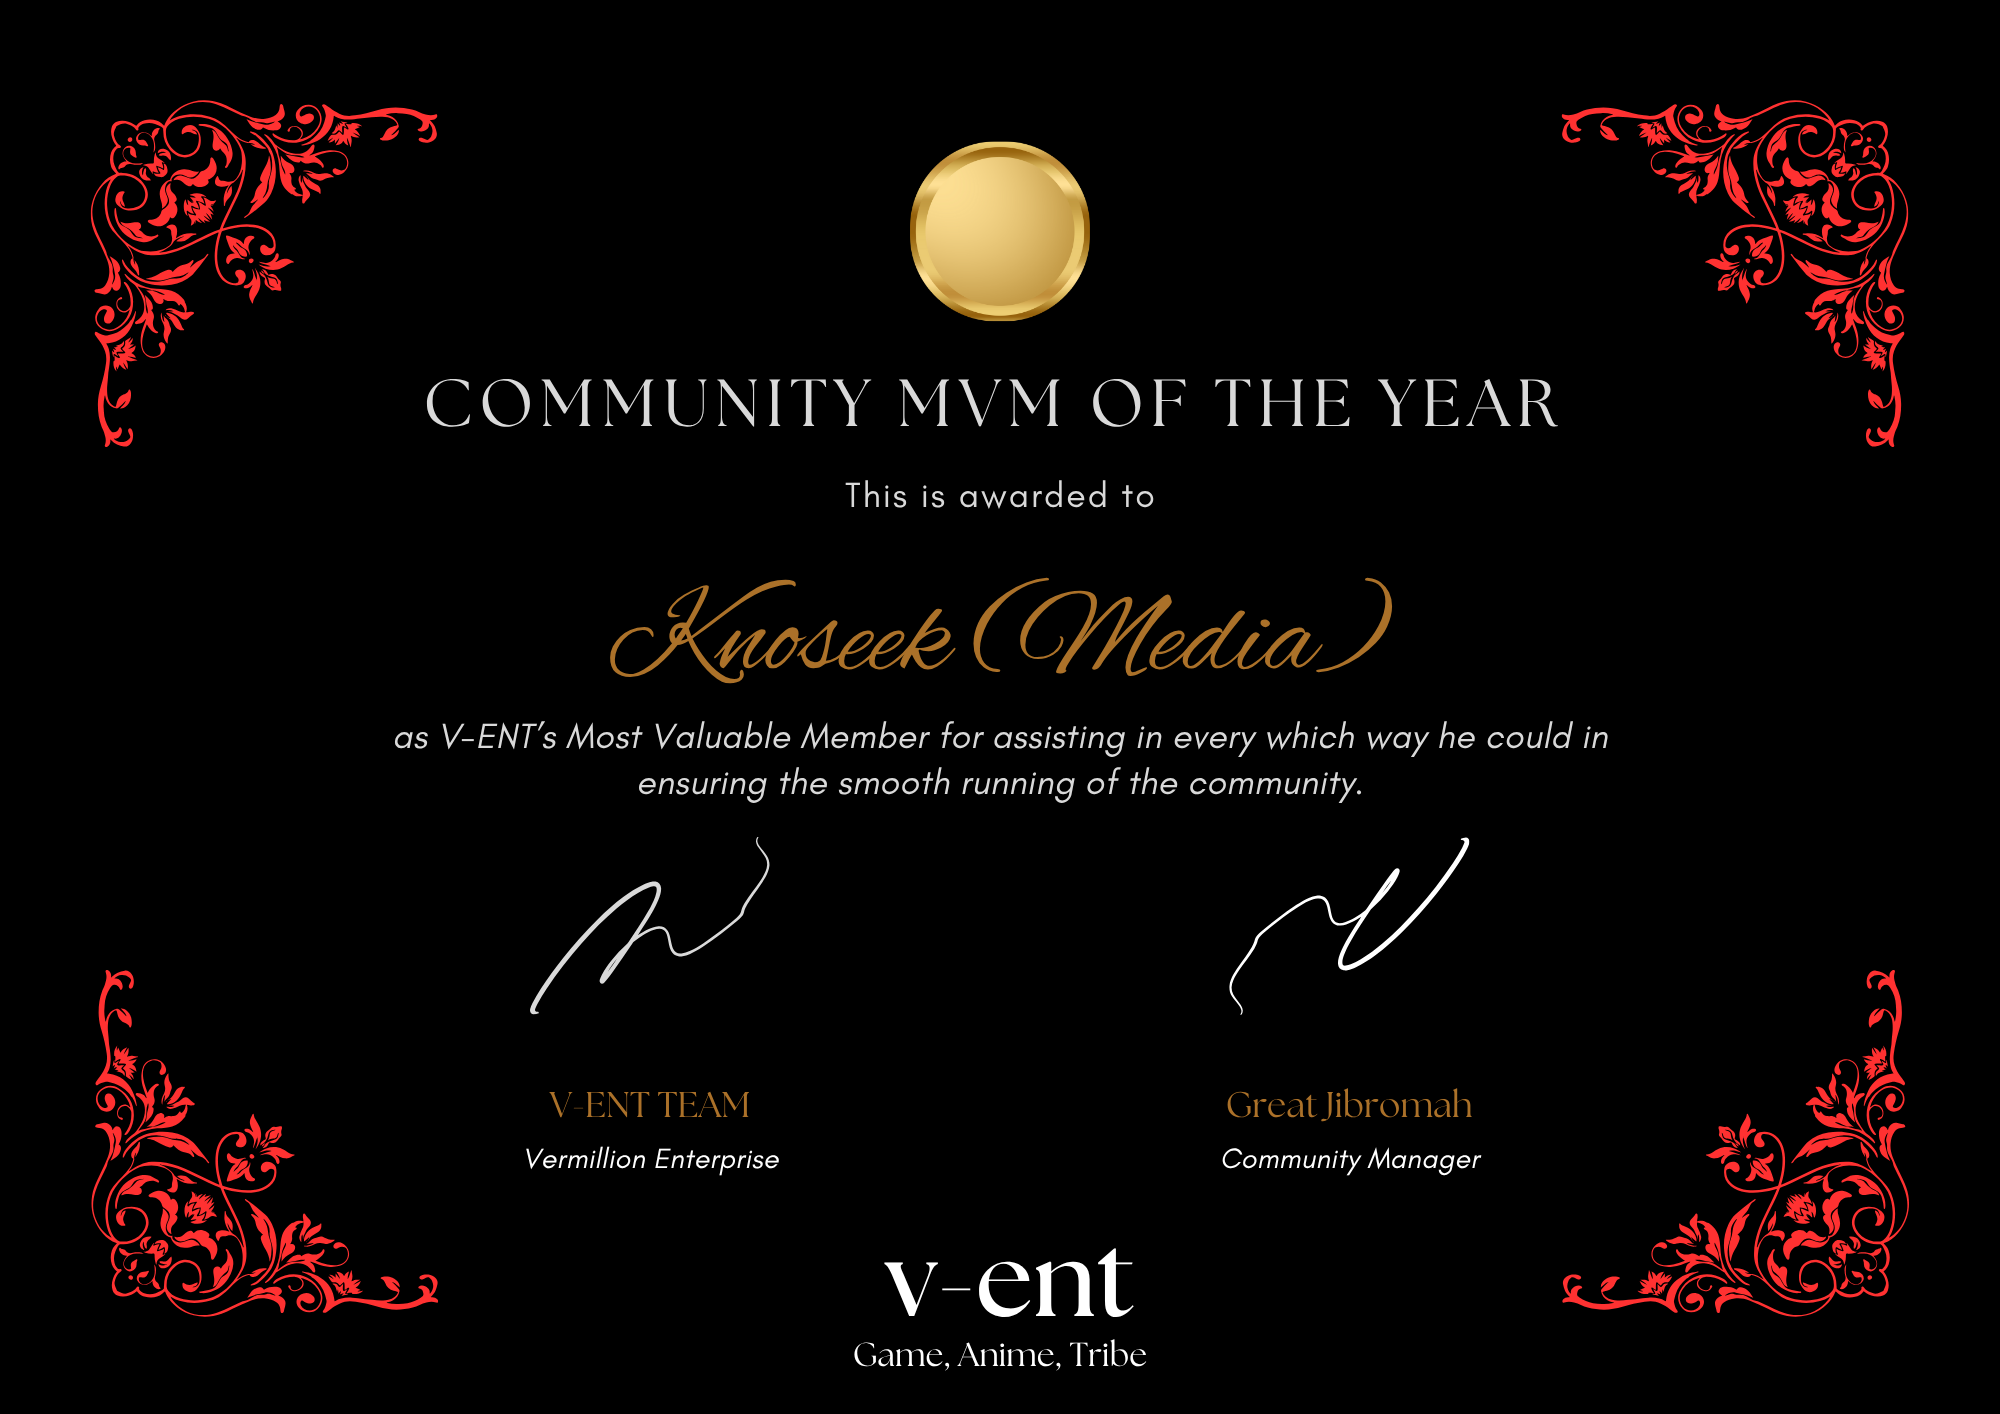 COMMUNITY MVM OF THE YEAR
This is awarded to
Knoseek (Media)
as V-ENT's Most Valuable Member for assisting in every which way he could in
ensuring the smooth running of the community.
V-ENT TEAM
Great Jibromah
Vermillion Enterprise
Community Manager
v-ent
Game, Anime, Tribe